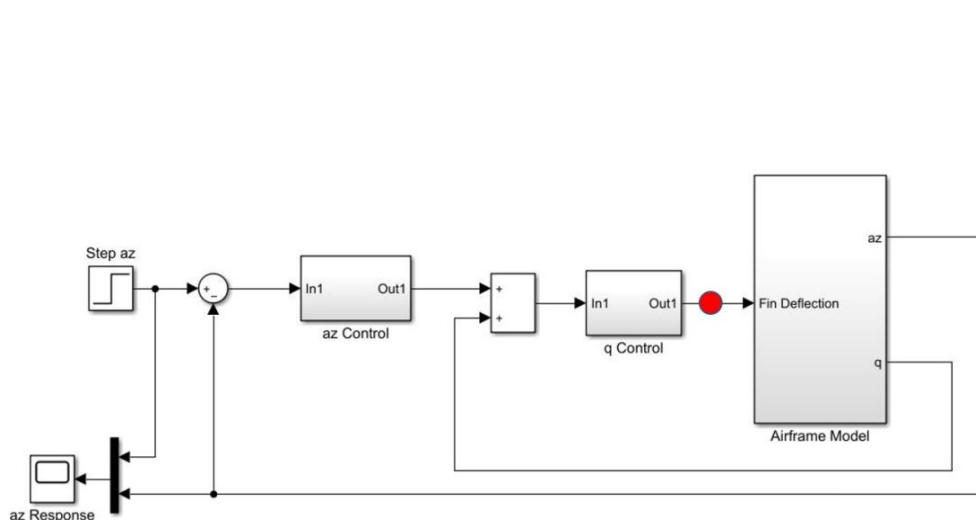 Step az
+
−
In1
Out1
az Control
+
+
In1
Out1
q Control
Fin Deflection
az
q
Airframe Model
az Response